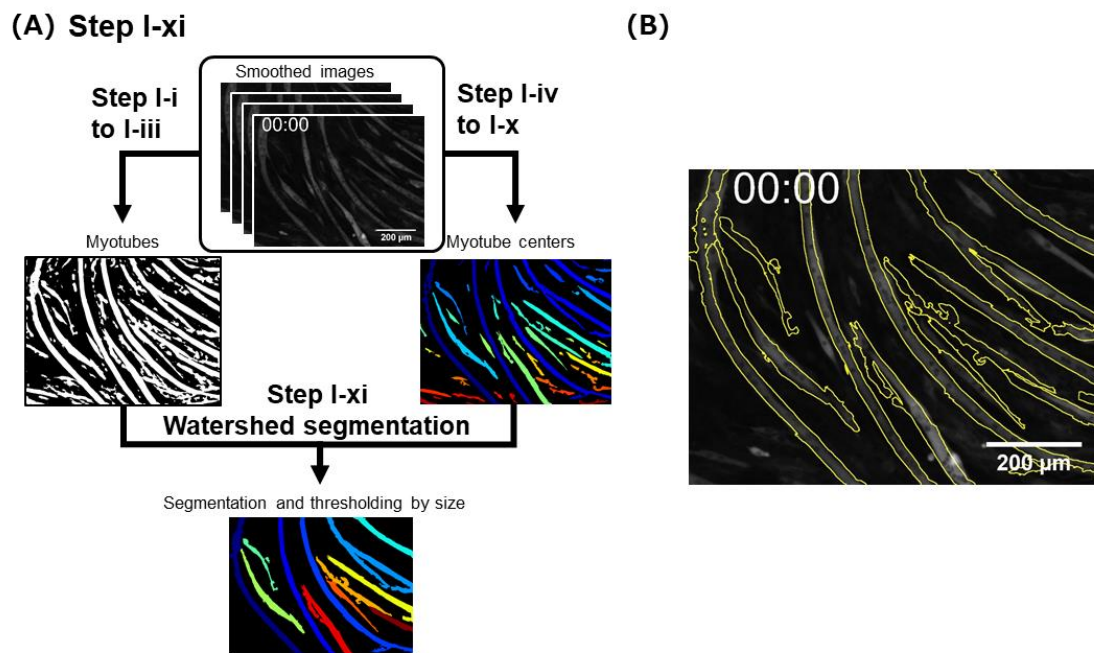 (A) Step I-xi
(B)
Smoothed images
Step I-i
to I-iii
Step I-iv
to I-x
00:00
200 μm
Myotubes
Myotube centers
Step I-xi
Watershed segmentation
Segmentation and thresholding by size
00:00
200 μm